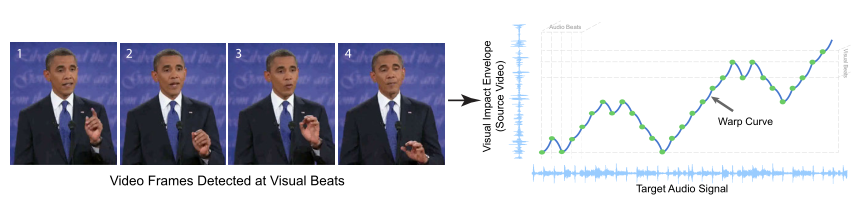 1
2
3
4
Video Frames Detected at Visual Beats
Visual Impact Envelope
(Source Video)
Audio Beats
Visual Beats
Warp Curve
Target Audio Signal